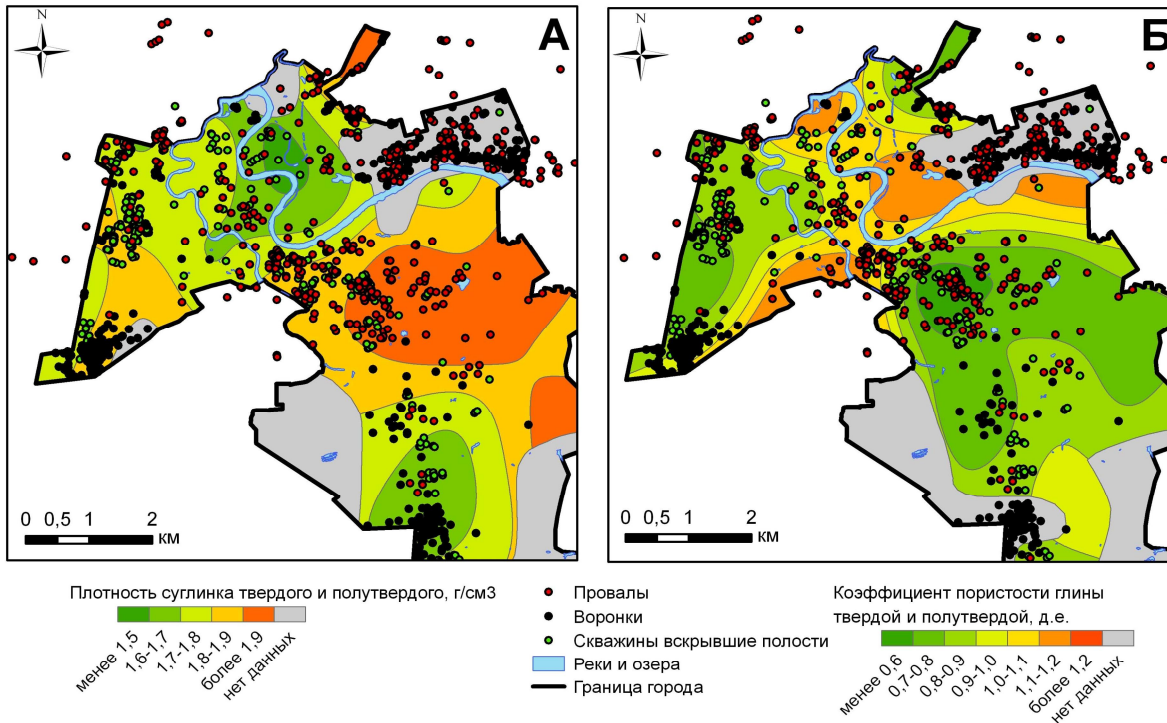 N
А
0 0,5 1 2
км
N
Б
0 0,5 1 2
км
Плотность суглинка твердого и полутвердого, г/см3
менее 1,5
1,6-1,7
1,7-1,8
1,8-1,9
более 1,9
нет данных
Провалы
Воронки
Скважины вскрывшие полости
Реки и озера
Граница города
Коэффициент пористости глины
твердой и полутвердой, д.е.
менее 0,6
0,7-0,8
0,8-0,9
0,9-1,0
1,0-1,1
1,1-1,2
более 1,2
нет данных